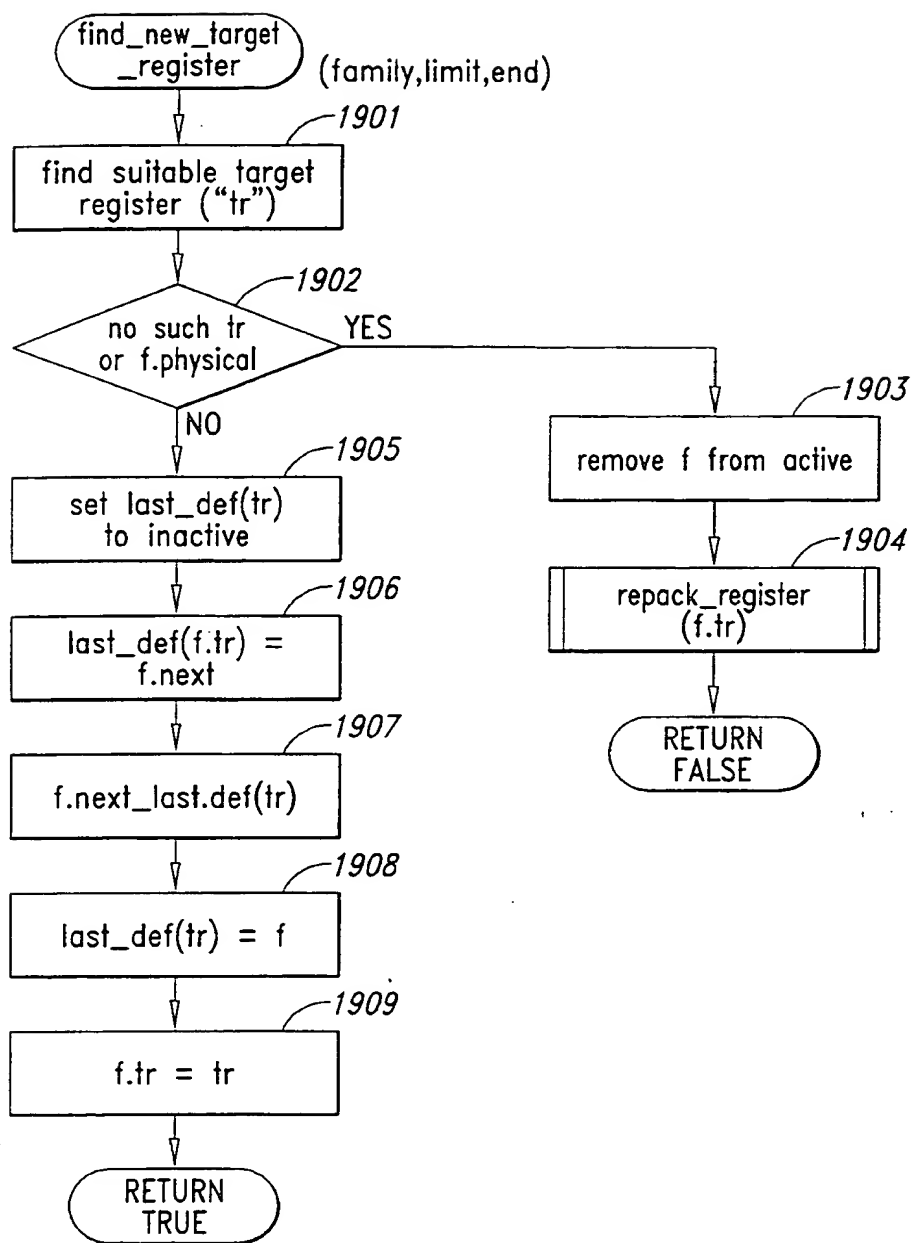 find_new_target
_register
(family,limit,end)
1901
find suitable target
register ("tr")
1902
no such tr
or f.physical
YES
NO
1903
remove f from active
1904
repack_register
(f.tr)
RETURN
FALSE
1905
set last_def(tr)
to inactive
1906
last_def(f.tr) =
f.next
1907
f.next_last.def(tr)
1908
last_def(tr) = f
1909
f.tr = tr
RETURN
TRUE